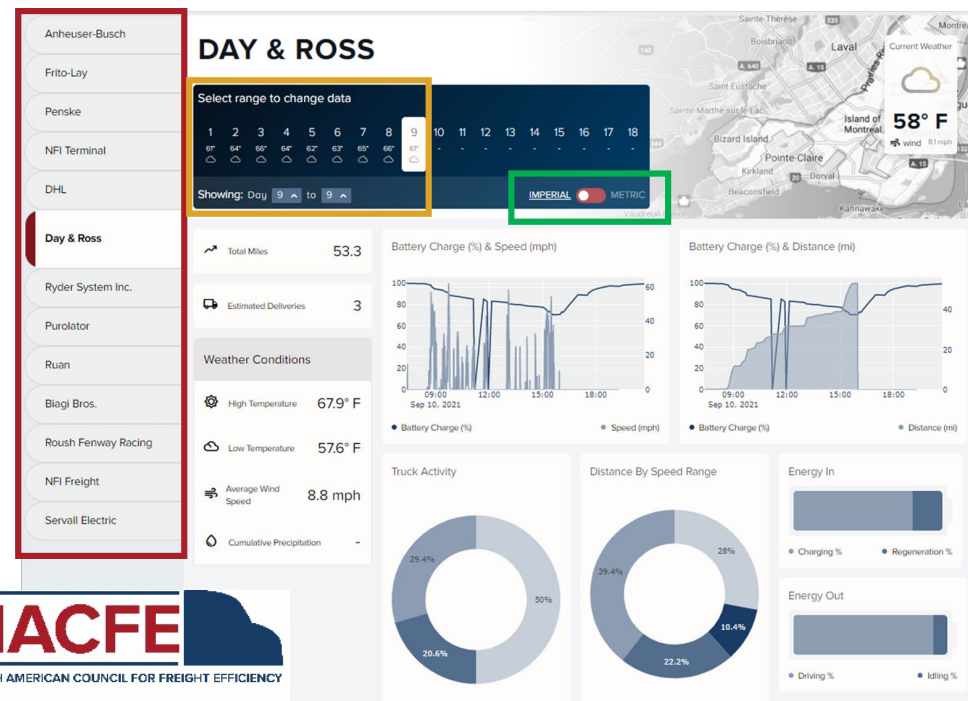 Anheuser-Busch
Frito-Lay
Penske
NFI Terminal
DHL
Day & Ross
Ryder System Inc.
Purolator
Ruan
Biagi Bros.
Roush Fenway Racing
NFI Freight
Servall Electric
DAY & ROSS
Select range to change data
1 2 3 4 5 6 7 8 9 10 11 12 13 14 15 16 17 18
61° 64° 66° 64° 62° 63° 65° 66° 61° - - - - - - - - -
Showing: Day 9 to 9
IMPERIAL METRIC
Sainte-Thérèse
335
Boisbriand
Laval
A. 640
A. 15
Saint-Eustache
Sainte-Marthe-sur-le-Lac
Island of
Montreal
Bizard Island
Pointe-Claire
Kirkland
20
Dorval
A. 15
Beaconsfield
Kahnawake
Current Weather
58° F
wind 8.1 mph
Total Miles 53.3
Estimated Deliveries 3
Weather Conditions
High Temperature 67.9° F
Low Temperature 57.6° F
Average Wind
Speed
8.8 mph
Cumulative Precipitation -
Battery Charge (%) & Speed (mph)
100
80
60
40
20
0
60
40
20
0
09:00 12:00 15:00 18:00
Sep 10, 2021
Battery Charge (%) Speed (mph)
Battery Charge (%) & Distance (mi)
100
80
60
40
20
0
40
20
0
09:00 12:00 15:00 18:00
Sep 10, 2021
Battery Charge (%) Distance (mi)
Truck Activity
29.4%
50%
20.6%
Distance By Speed Range
28%
39.4%
10.4%
22.2%
Energy In
Charging % Regeneration %
Energy Out
Driving % Idling %
NACFE
AMERICAN COUNCIL FOR FREIGHT EFFICIENCY